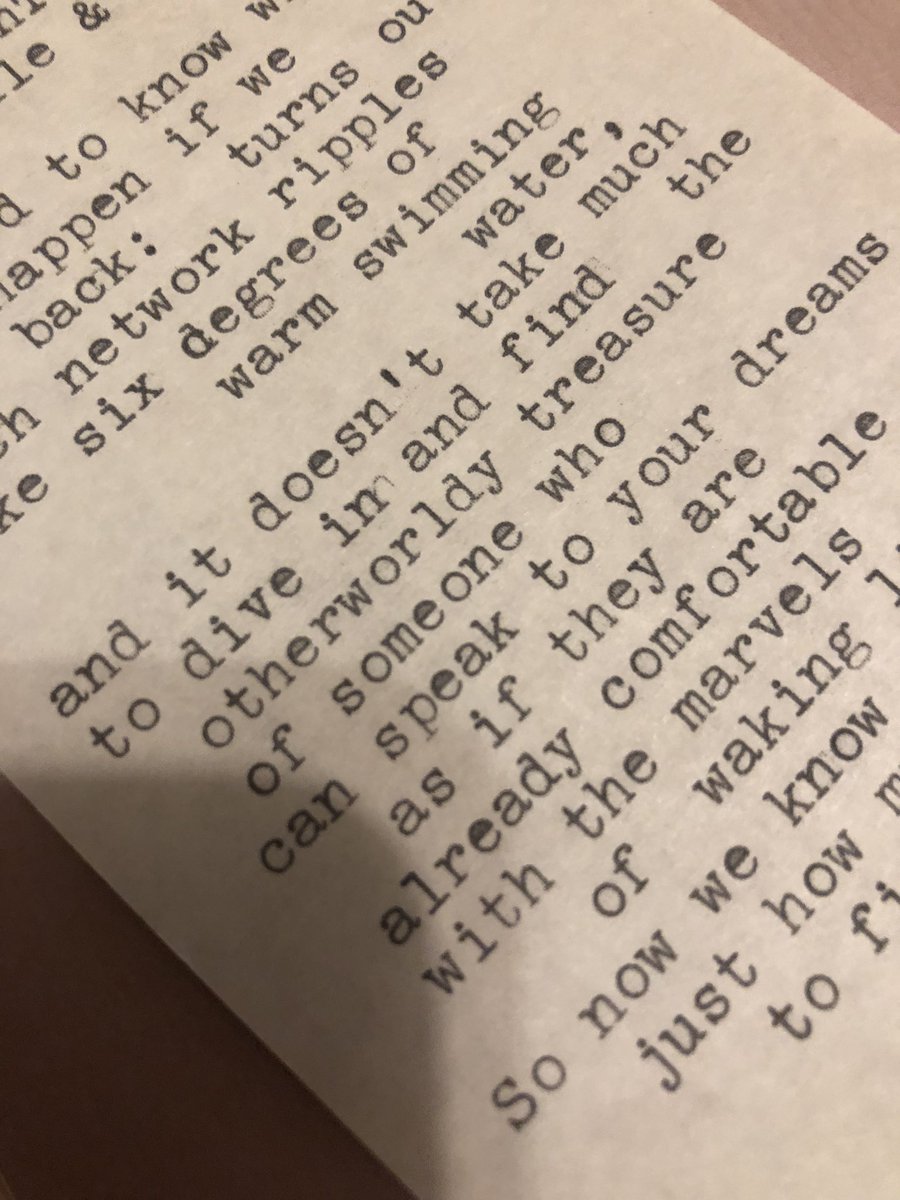 & 
to know
happen if we
back: turns
network ripples
six degrees of
warm swimming
water,
and it doesn't take much
to dive in and find the
otherworldy treasure
of someone who
can speak to your dreams
as if they are
already comfortable
with the marvels
of waking
So now we know
just how
to